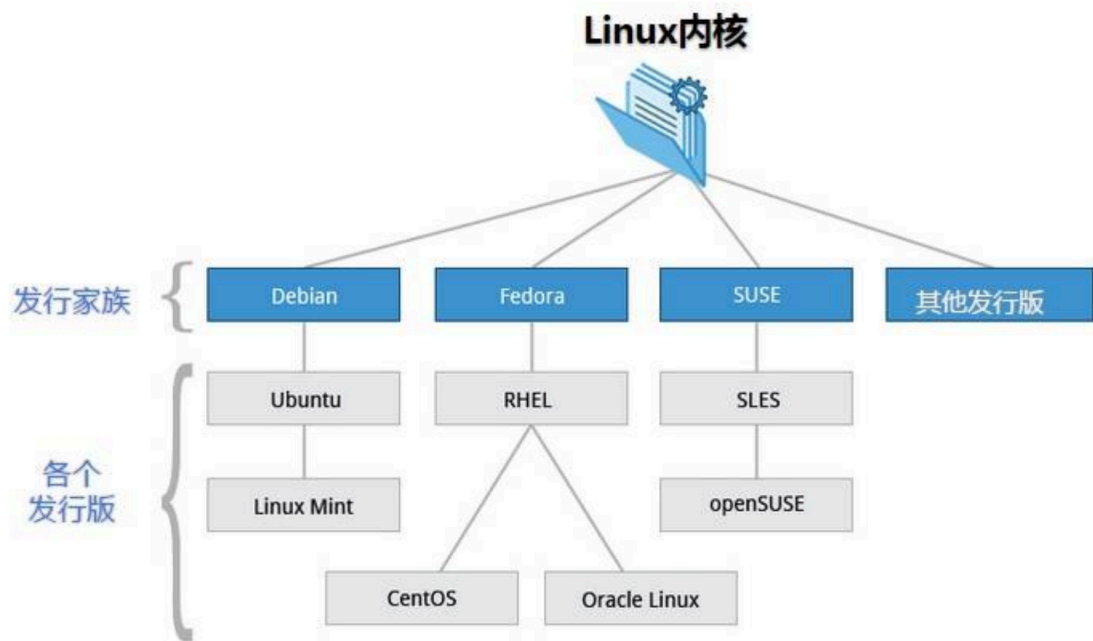 Linux内核
发行家族
Debian
Fedora
SUSE
其他发行版
各个
发行版
Ubuntu
RHEL
SLES
Linux Mint
openSUSE
CentOS
Oracle Linux